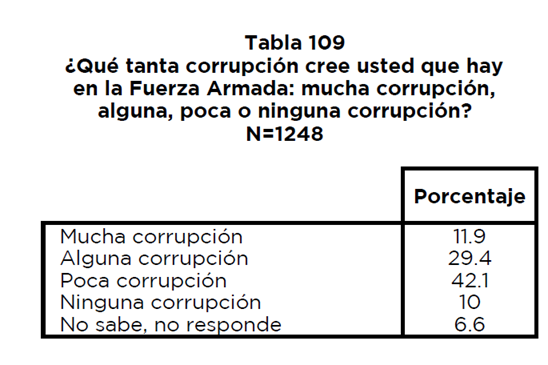 Tabla 109
¿Qué tanta corrupción cree usted que hay
en la Fuerza Armada: mucha corrupción,
alguna, poca o ninguna corrupción?
N=1248
Porcentaje
Mucha corrupción 11.9
Alguna corrupción 29.4
Poca corrupción 42.1
Ninguna corrupción 10
No sabe, no responde 6.6